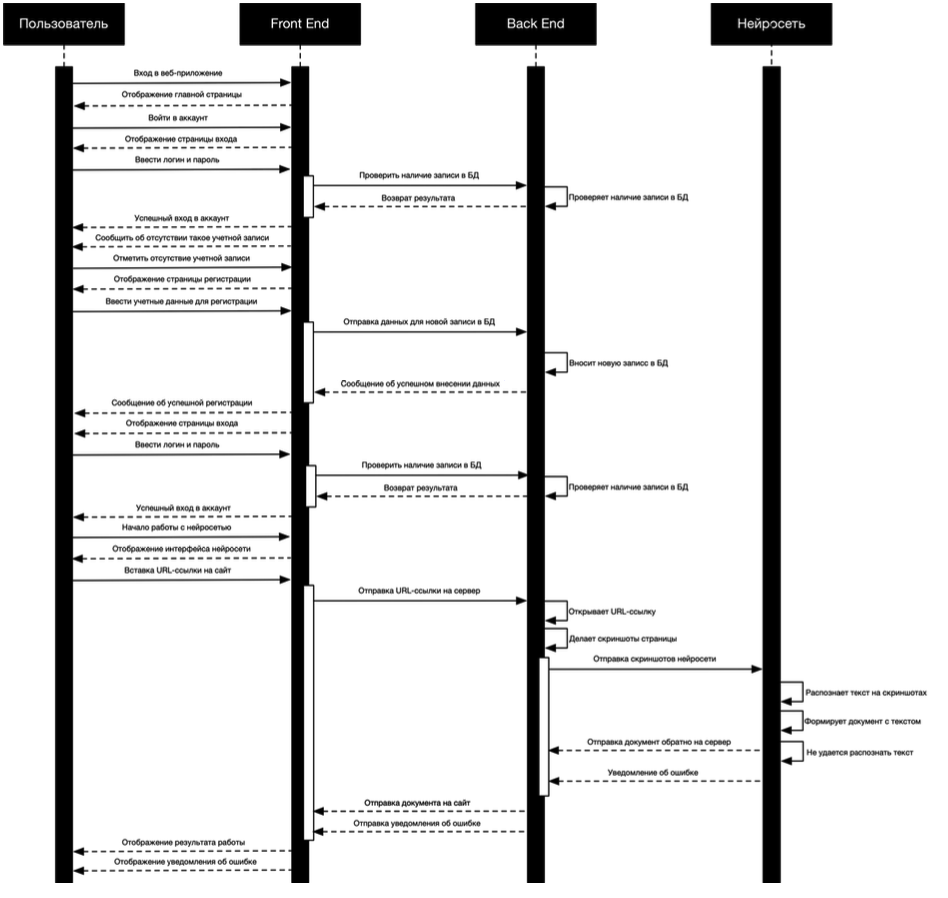 Пользователь
Front End
Back End
Нейросеть
Вход в веб-приложение
Отображение главной страницы
Войти в аккаунт
Отображение страницы входа
Ввести логин и пароль
Проверить наличие записи в БД
Проверяет наличие записи в БД
Возврат результата
Успешный вход в аккаунт
Сообщить об отсутствии такое учетной записи
Отметить отсутствие учетной записи
Отображение страницы регистрации
Ввести учетные данные для регистрации
Отправка данных для новой записи в БД
Вносит новую записс в БД
Сообщение об успешном внесении данных
Сообщение об успешной регистрации
Отображение страницы входа
Ввести логин и пароль
Проверить наличие записи в БД
Проверяет наличие записи в БД
Возврат результата
Успешный вход в аккаунт
Начало работы с нейросетью
Отображение интерфейса нейросети
Вставка URL-ссылки на сайт
Отправка URL-ссылки на сервер
Открывает URL-ссылку
Делает скриншоты страницы
Отправка скриншотов нейросети
Распознает текст на скриншотах
Формирует документ с текстом
Отправка документ обратно на сервер
Не удается распознать текст
Уведомление об ошибке
Отправка документа на сайт
Отправка уведомления об ошибке
Отображение результата работы
Отображение уведомления об ошибке